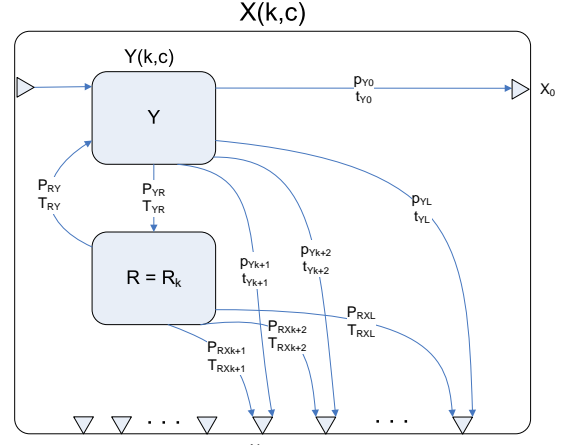 X(k,c)
Y(k,c)
p_Y0
t_Y0
X_0
Y
P_RY
T_RY
P_YR
T_YR
p_YL
t_YL
p_Yk+1
t_Yk+1
p_Yk+2
t_Yk+2
R = R_k
P_RXL
T_RXL
P_RXk+2
T_RXk+2
P_RXk+1
T_RXk+1
. . .
. . .